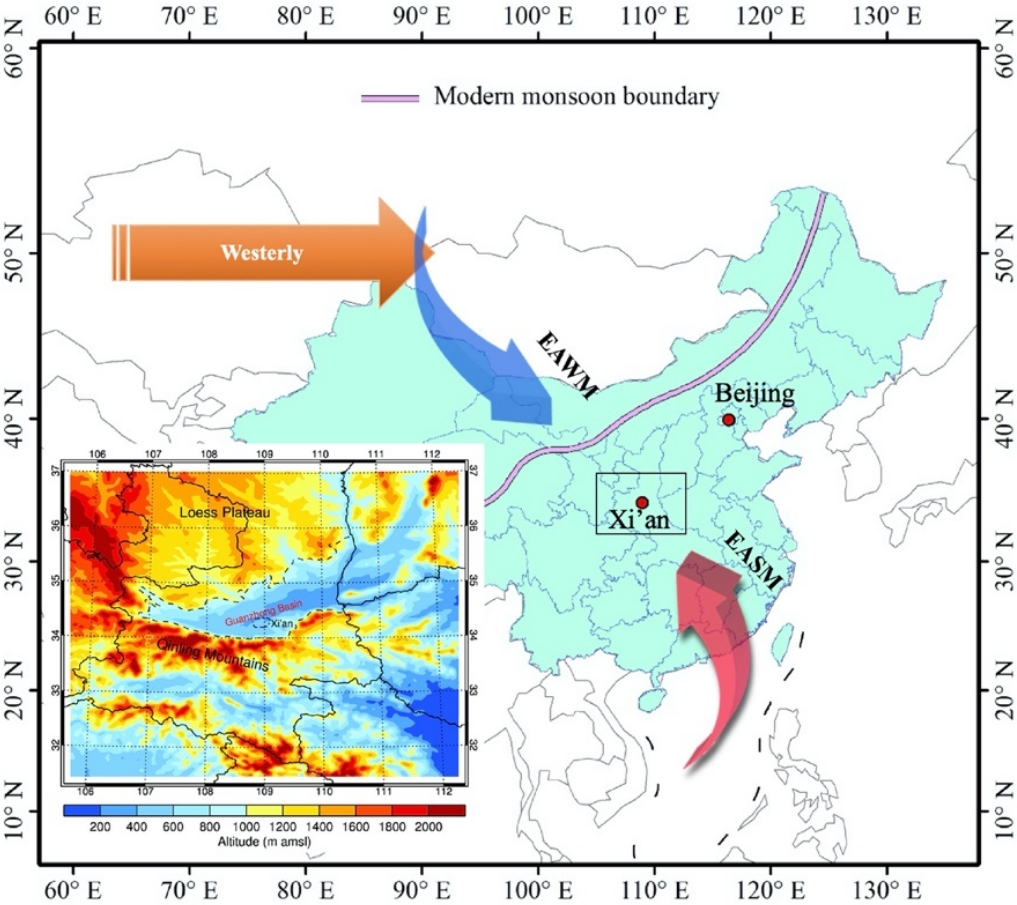 60° E 70° E 80° E 90° E 100° E 110° E 120° E 130° E
60° N
60° N
Modern monsoon boundary
Westerly
50° N
50° N
EAWM
Beijing
40° N
40° N
106 107 108 109 110 111 112
37
37
Loess Plateau
36
36
Xi'an
EASM
30° N
30° N
35
35
Guanzhong Basin
Xi'an
34
34
Qinling Mountains
20° N
20° N
33
33
32
32
106 107 108 109 110 111 112
200 400 600 800 1000 1200 1400 1600 1800 2000
Altitude (m amsl)
10° N
10° N
60° E 70° E 80° E 90° E 100° E 110° E 120° E 130° E